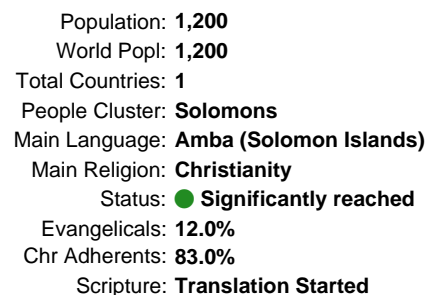 Population: 1,200
World Popl: 1,200
Total Countries: 1
People Cluster: Solomons
Main Language: Amba (Solomon Islands)
Main Religion: Christianity
Status: Significantly reached
Evangelicals: 12.0%
Chr Adherents: 83.0%
Scripture: Translation Started